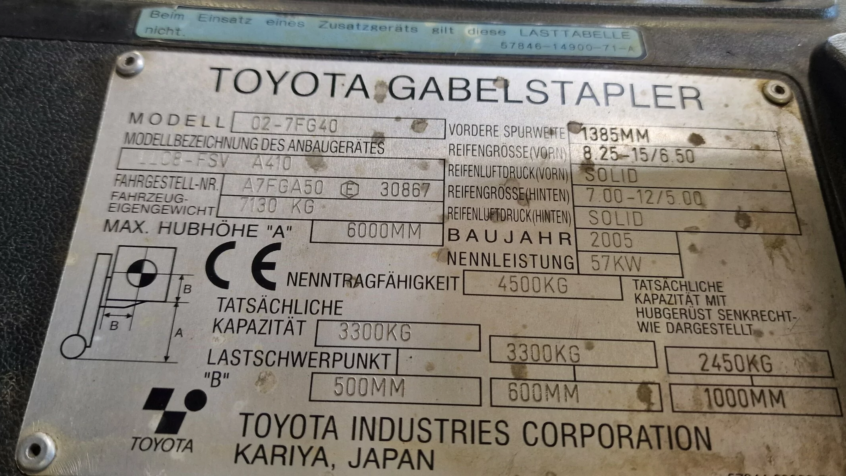 Beim Einsatz eines Zusatzgeräts gilt diese LASTTABELLE
nicht.
57846-14900-71-A
TOYOTA GABELSTAPLER
MODELL 02-7FG40
MODELLBEZEICHNUNG DES ANBAUGERÄTES
FSV A410
FAHRGESTELL-NR. A7FGA50 E 30867
FAHRZEUG-
EIGENGEWICHT 7130 KG
MAX. HUBHÖHE "A" 6000MM
VORDERE SPURWEITE 1385MM
REIFENGRÖSSE(VORN) 8.25-15/6.50
REIFENLUFTDRUCK(VORN) SOLID
REIFENGRÖSSE(HINTEN) 7.00-12/5.00
REIFENLUFTDRUCK(HINTEN) SOLID
BAUJAHR 2005
NENNLEISTUNG 57KW
CE
NENNTRAGFÄHIGKEIT 4500KG
TATSÄCHLICHE
KAPAZITÄT MIT
HUBGERÜST SENKRECHT-
WIE DARGESTELLT
B
B
A
TATSÄCHLICHE
KAPAZITÄT 3300KG 3300KG 2450KG
LASTSCHWERPUNKT
"B" 500MM 600MM 1000MM
TOYOTA
TOYOTA INDUSTRIES CORPORATION
KARIYA, JAPAN